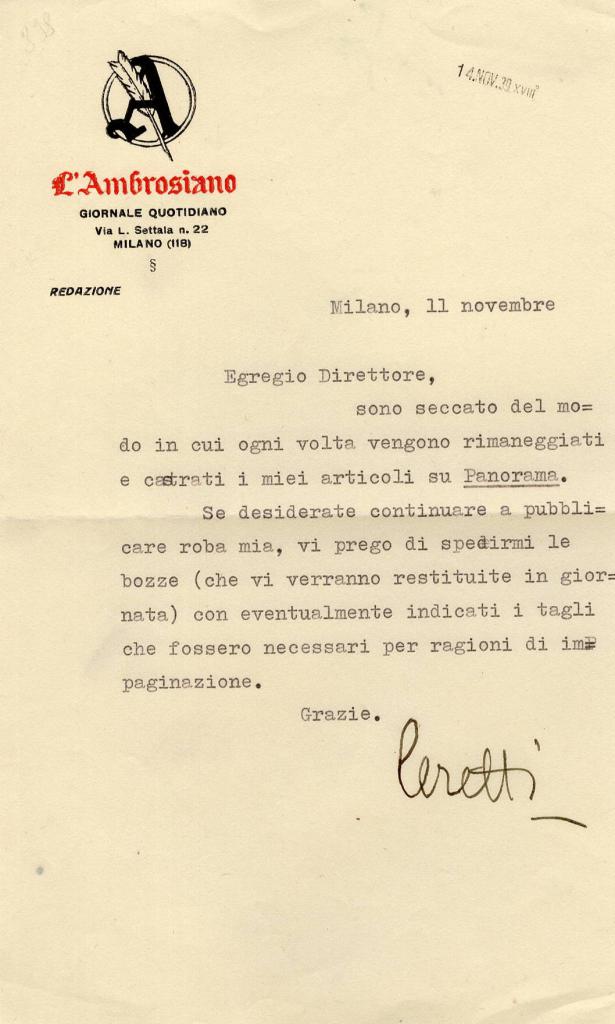 898
14.NOV.39 XVIII°
A
L'Ambrosiano
GIORNALE QUOTIDIANO
Via L. Settala n. 22
MILANO (118)
§
REDAZIONE
Milano, 11 novembre
Egregio Direttore,
sono seccato del mo=
do in cui ogni volta vengono rimaneggiati
e castrati i miei articoli su Panorama.
Se desiderate continuare a pubbli=
care roba mia, vi prego di spedirmi le
bozze (che vi verranno restituite in gior=
nata) con eventualmente indicati i tagli
che fossero necessari per ragioni di im=
paginazione.
Grazie.
Ceretti